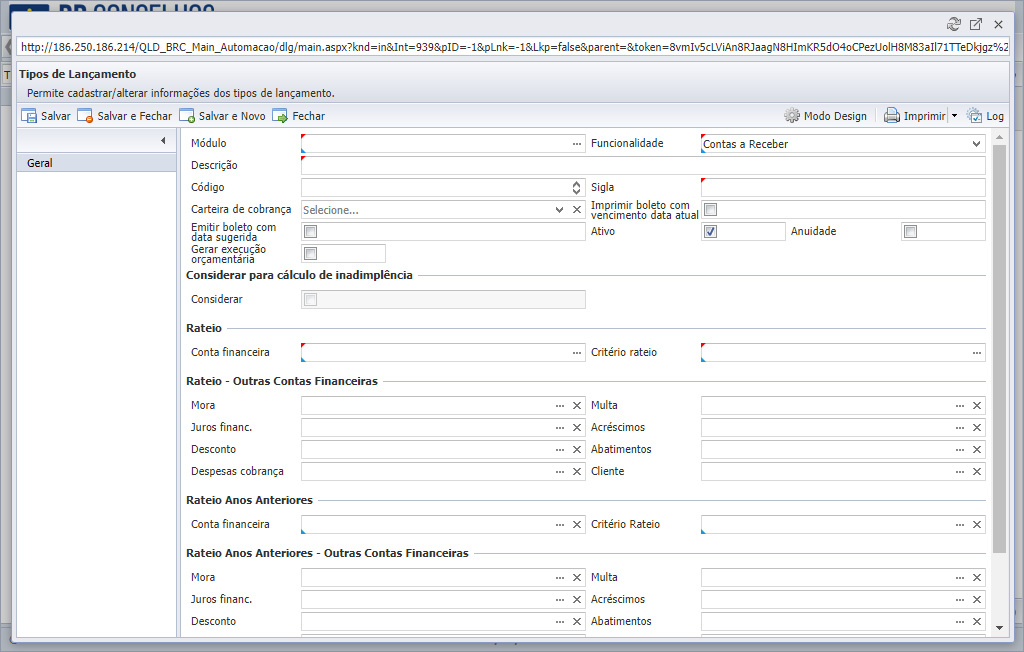 BR CONSELHOS
http://186.250.186.214/QLD_BRC_Main_Automacao/dlg/main.aspx?knd=in&Int=939&pID=-1&pLnk=-1&Lkp=false&parent=&token=8vmIv5cLViAn8RJaagN8HImKR5dO4oCPezUolH8M83aIl71TTeDkjgz%2
Tipos de Lançamento
Permite cadastrar/alterar informações dos tipos de lançamento.
Salvar Salvar e Fechar Salvar e Novo Fechar Modo Design Imprimir Log
Geral
Módulo Funcionalidade Contas a Receber
Descrição
Código Sigla
Carteira de cobrança Selecione... Imprimir boleto com
vencimento data atual
Emitir boleto com
data sugerida Ativo Anuidade
Gerar execução
orçamentária
Considerar para cálculo de inadimplência
Considerar
Rateio
Conta financeira Critério rateio
Rateio - Outras Contas Financeiras
Mora Multa
Juros financ. Acréscimos
Desconto Abatimentos
Despesas cobrança Cliente
Rateio Anos Anteriores
Conta financeira Critério Rateio
Rateio Anos Anteriores - Outras Contas Financeiras
Mora Multa
Juros financ. Acréscimos
Desconto Abatimentos